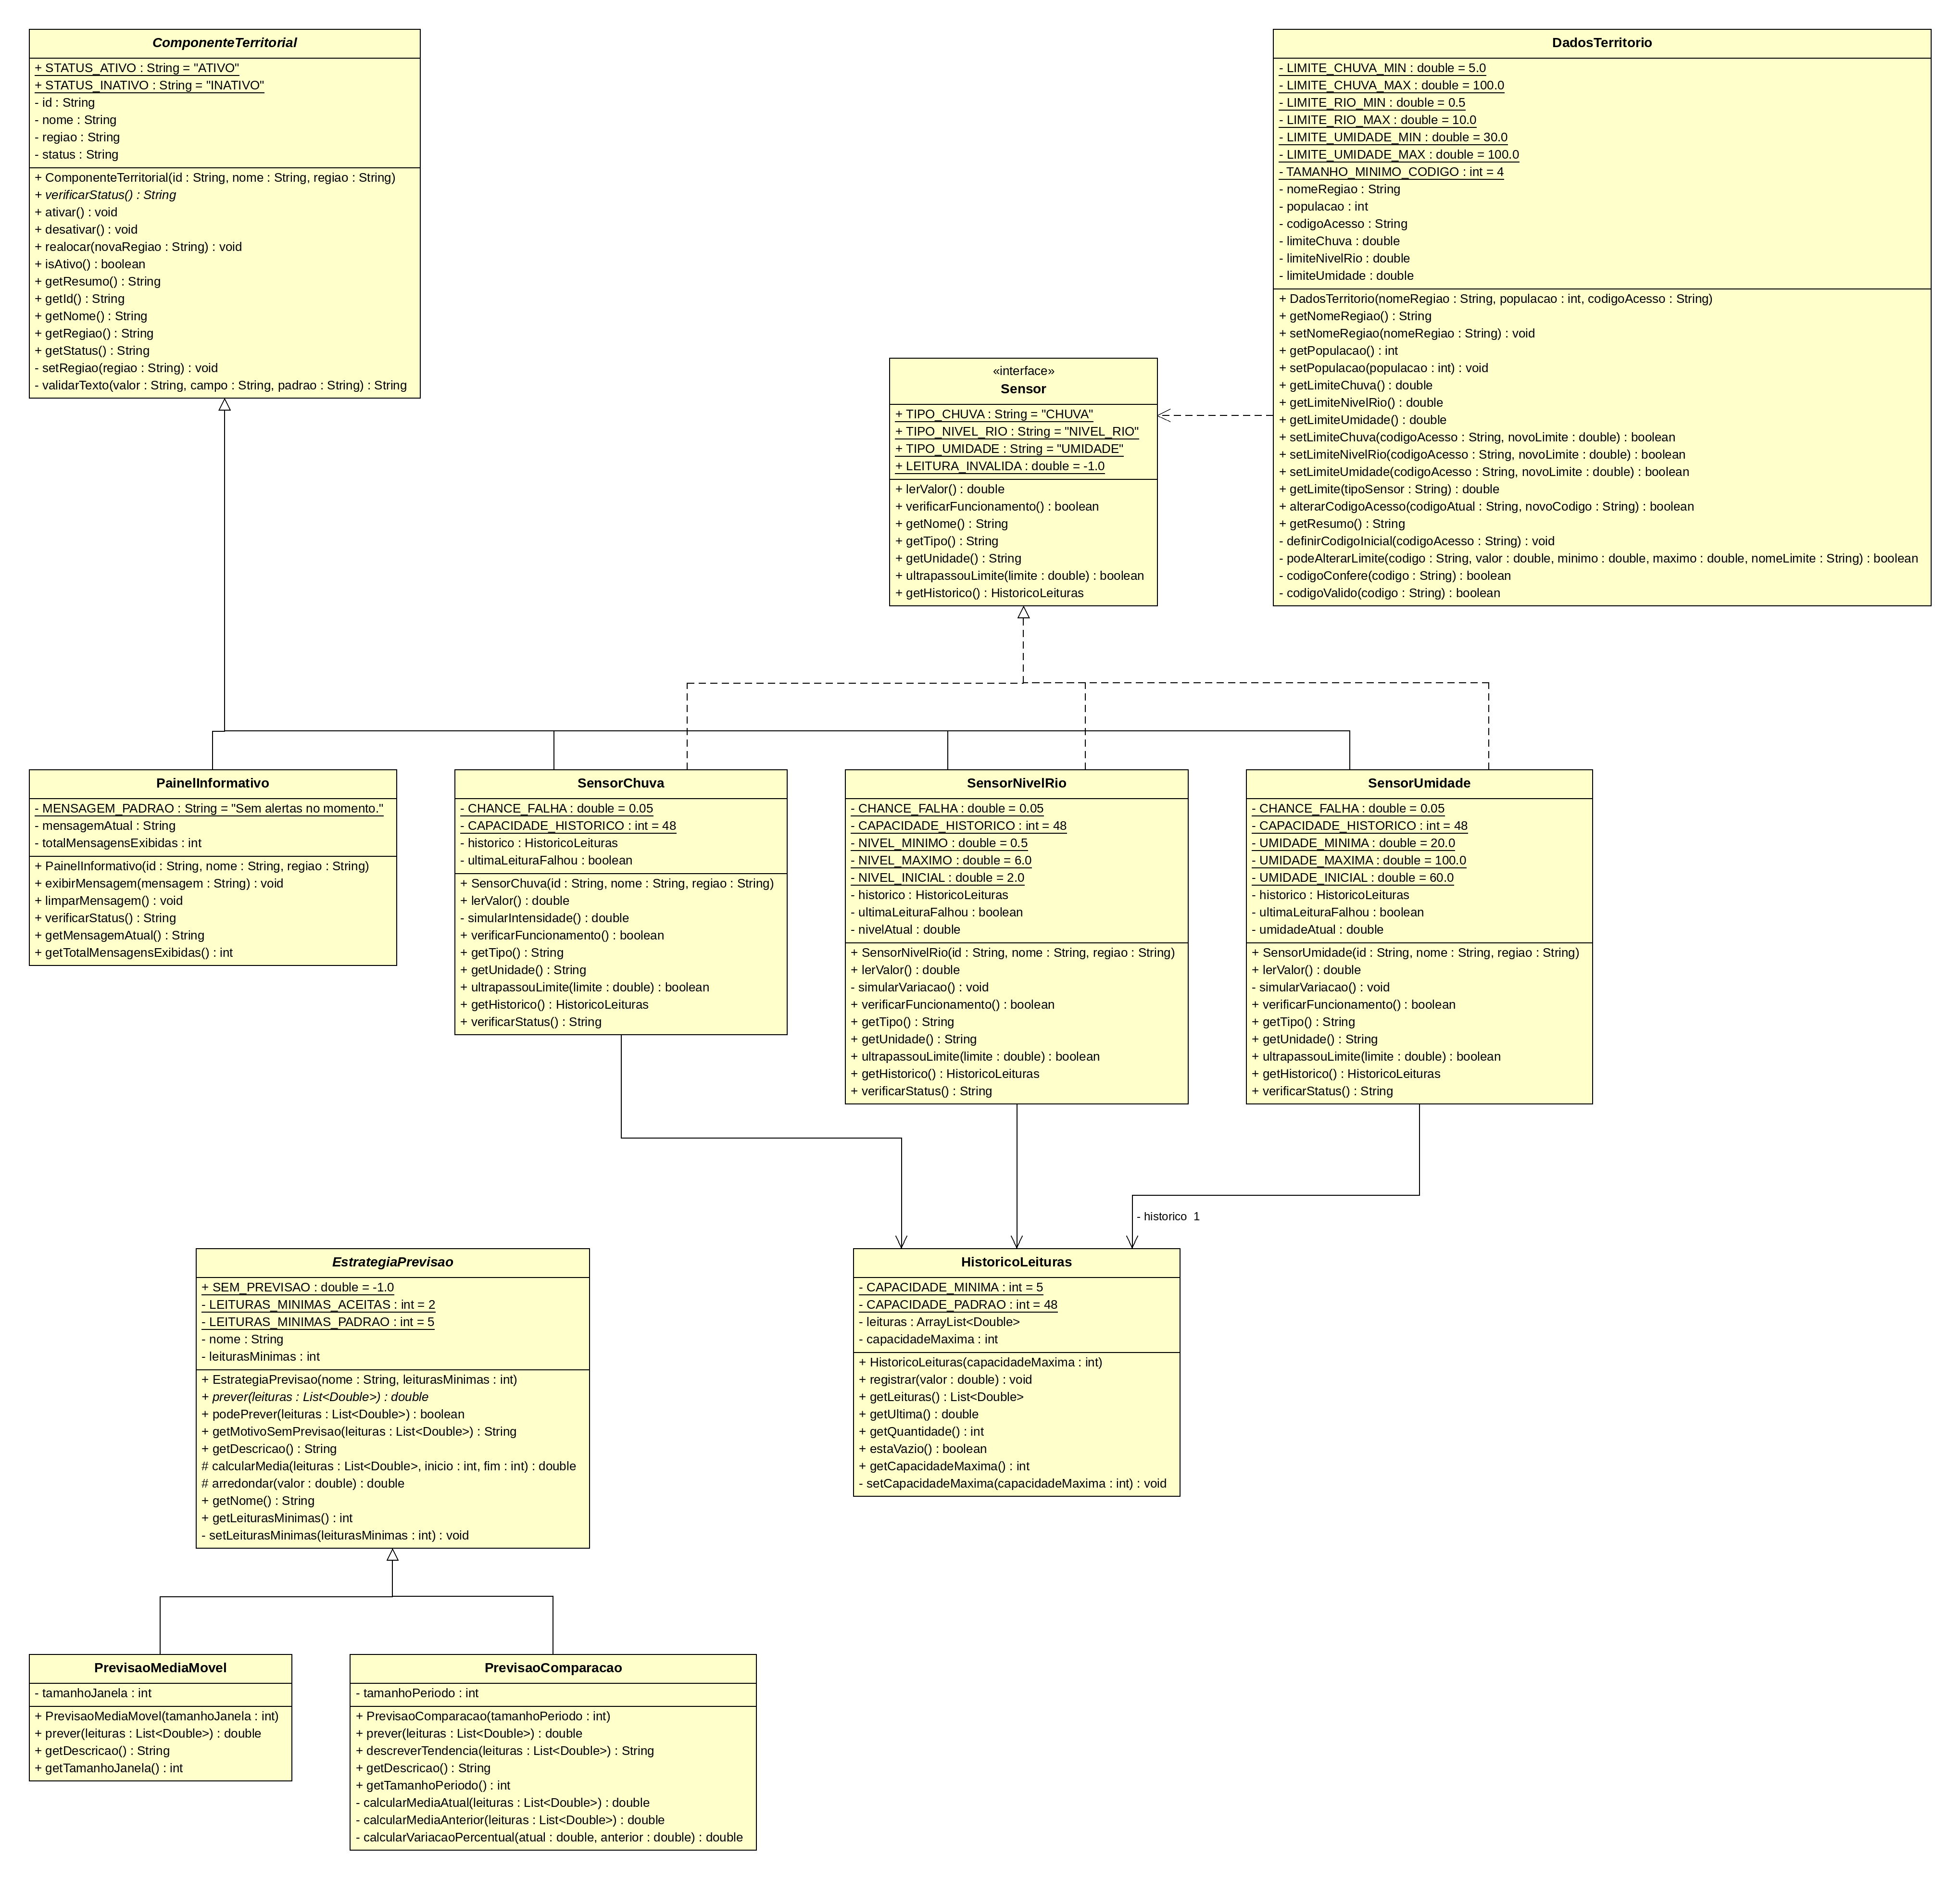 ComponenteTerritorial
+ STATUS_ATIVO : String = "ATIVO"
+ STATUS_INATIVO : String = "INATIVO"
- id : String
- nome : String
- regiao : String
- status : String
+ ComponenteTerritorial(id : String, nome : String, regiao : String)
+ verificarStatus() : String
+ ativar() : void
+ desativar() : void
+ realocar(novaRegiao : String) : void
+ isAtivo() : boolean
+ getResumo() : String
+ getId() : String
+ getNome() : String
+ getRegiao() : String
+ getStatus() : String
- setRegiao(regiao : String) : void
- validarTexto(valor : String, campo : String, padrao : String) : String
DadosTerritorio
- LIMITE_CHUVA_MIN : double = 5.0
- LIMITE_CHUVA_MAX : double = 100.0
- LIMITE_RIO_MIN : double = 0.5
- LIMITE_RIO_MAX : double = 10.0
- LIMITE_UMIDADE_MIN : double = 30.0
- LIMITE_UMIDADE_MAX : double = 100.0
- TAMANHO_MINIMO_CODIGO : int = 4
- nomeRegiao : String
- populacao : int
- codigoAcesso : String
- limiteChuva : double
- limiteNivelRio : double
- limiteUmidade : double
+ DadosTerritorio(nomeRegiao : String, populacao : int, codigoAcesso : String)
+ getNomeRegiao() : String
+ setNomeRegiao(nomeRegiao : String) : void
+ getPopulacao() : int
+ setPopulacao(populacao : int) : void
+ getLimiteChuva() : double
+ getLimiteNivelRio() : double
+ getLimiteUmidade() : double
+ setLimiteChuva(codigoAcesso : String, novoLimite : double) : boolean
+ setLimiteNivelRio(codigoAcesso : String, novoLimite : double) : boolean
+ setLimiteUmidade(codigoAcesso : String, novoLimite : double) : boolean
+ getLimite(tipoSensor : String) : double
+ alterarCodigoAcesso(codigoAtual : String, novoCodigo : String) : boolean
+ getResumo() : String
- definirCodigoInicial(codigoAcesso : String) : void
- podeAlterarLimite(codigo : String, valor : double, minimo : double, maximo : double, nomeLimite : String) : boolean
- codigoConfere(codigo : String) : boolean
- codigoValido(codigo : String) : boolean
«interface»
Sensor
+ TIPO_CHUVA : String = "CHUVA"
+ TIPO_NIVEL_RIO : String = "NIVEL_RIO"
+ TIPO_UMIDADE : String = "UMIDADE"
+ LEITURA_INVALIDA : double = -1.0
+ lerValor() : double
+ verificarFuncionamento() : boolean
+ getNome() : String
+ getTipo() : String
+ getUnidade() : String
+ ultrapassouLimite(limite : double) : boolean
+ getHistorico() : HistoricoLeituras
PainelInformativo
- MENSAGEM_PADRAO : String = "Sem alertas no momento."
- mensagemAtual : String
- totalMensagensExibidas : int
+ PainelInformativo(id : String, nome : String, regiao : String)
+ exibirMensagem(mensagem : String) : void
+ limparMensagem() : void
+ verificarStatus() : String
+ getMensagemAtual() : String
+ getTotalMensagensExibidas() : int
SensorChuva
- CHANCE_FALHA : double = 0.05
- CAPACIDADE_HISTORICO : int = 48
- historico : HistoricoLeituras
- ultimaLeituraFalhou : boolean
+ SensorChuva(id : String, nome : String, regiao : String)
+ lerValor() : double
- simularIntensidade() : double
+ verificarFuncionamento() : boolean
+ getTipo() : String
+ getUnidade() : String
+ ultrapassouLimite(limite : double) : boolean
+ getHistorico() : HistoricoLeituras
+ verificarStatus() : String
SensorNivelRio
- CHANCE_FALHA : double = 0.05
- CAPACIDADE_HISTORICO : int = 48
- NIVEL_MINIMO : double = 0.5
- NIVEL_MAXIMO : double = 6.0
- NIVEL_INICIAL : double = 2.0
- historico : HistoricoLeituras
- ultimaLeituraFalhou : boolean
- nivelAtual : double
+ SensorNivelRio(id : String, nome : String, regiao : String)
+ lerValor() : double
- simularVariacao() : void
+ verificarFuncionamento() : boolean
+ getTipo() : String
+ getUnidade() : String
+ ultrapassouLimite(limite : double) : boolean
+ getHistorico() : HistoricoLeituras
+ verificarStatus() : String
SensorUmidade
- CHANCE_FALHA : double = 0.05
- CAPACIDADE_HISTORICO : int = 48
- UMIDADE_MINIMA : double = 20.0
- UMIDADE_MAXIMA : double = 100.0
- UMIDADE_INICIAL : double = 60.0
- historico : HistoricoLeituras
- ultimaLeituraFalhou : boolean
- umidadeAtual : double
+ SensorUmidade(id : String, nome : String, regiao : String)
+ lerValor() : double
- simularVariacao() : void
+ verificarFuncionamento() : boolean
+ getTipo() : String
+ getUnidade() : String
+ ultrapassouLimite(limite : double) : boolean
+ getHistorico() : HistoricoLeituras
+ verificarStatus() : String
- historico 1
EstrategiaPrevisao
+ SEM_PREVISAO : double = -1.0
- LEITURAS_MINIMAS_ACEITAS : int = 2
- LEITURAS_MINIMAS_PADRAO : int = 5
- nome : String
- leiturasMinimas : int
+ EstrategiaPrevisao(nome : String, leiturasMinimas : int)
+ prever(leituras : List<Double>) : double
+ podePrever(leituras : List<Double>) : boolean
+ getMotivoSemPrevisao(leituras : List<Double>) : String
+ getDescricao() : String
# calcularMedia(leituras : List<Double>, inicio : int, fim : int) : double
# arredondar(valor : double) : double
+ getNome() : String
+ getLeiturasMinimas() : int
- setLeiturasMinimas(leiturasMinimas : int) : void
HistoricoLeituras
- CAPACIDADE_MINIMA : int = 5
- CAPACIDADE_PADRAO : int = 48
- leituras : ArrayList<Double>
- capacidadeMaxima : int
+ HistoricoLeituras(capacidadeMaxima : int)
+ registrar(valor : double) : void
+ getLeituras() : List<Double>
+ getUltima() : double
+ getQuantidade() : int
+ estaVazio() : boolean
+ getCapacidadeMaxima() : int
- setCapacidadeMaxima(capacidadeMaxima : int) : void
PrevisaoMediaMovel
- tamanhoJanela : int
+ PrevisaoMediaMovel(tamanhoJanela : int)
+ prever(leituras : List<Double>) : double
+ getDescricao() : String
+ getTamanhoJanela() : int
PrevisaoComparacao
- tamanhoPeriodo : int
+ PrevisaoComparacao(tamanhoPeriodo : int)
+ prever(leituras : List<Double>) : double
+ descreverTendencia(leituras : List<Double>) : String
+ getDescricao() : String
+ getTamanhoPeriodo() : int
- calcularMediaAtual(leituras : List<Double>) : double
- calcularMediaAnterior(leituras : List<Double>) : double
- calcularVariacaoPercentual(atual : double, anterior : double) : double